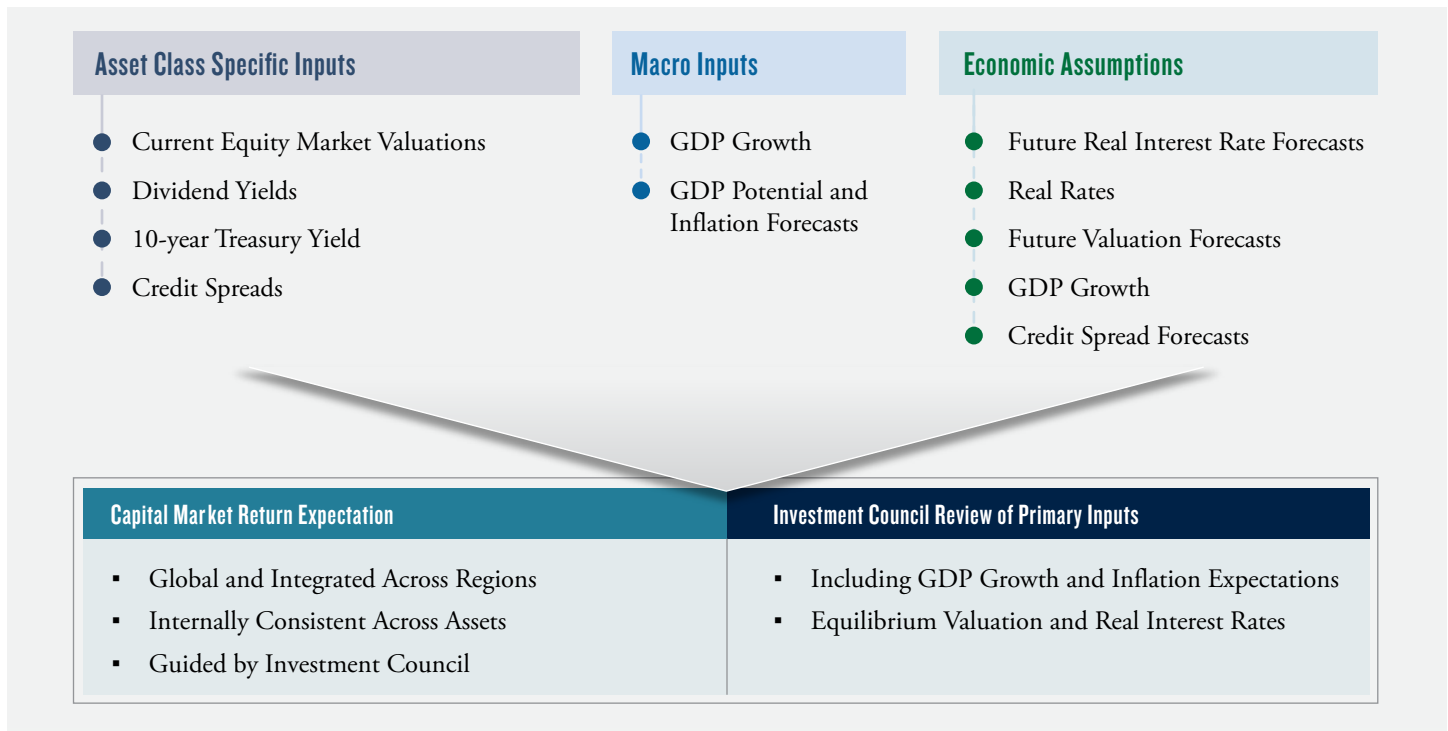 Asset Class Specific Inputs
Current Equity Market Valuations
Dividend Yields
10-year Treasury Yield
Credit Spreads
Macro Inputs
GDP Growth
GDP Potential and
Inflation Forecasts
Economic Assumptions
Future Real Interest Rate Forecasts
Real Rates
Future Valuation Forecasts
GDP Growth
Credit Spread Forecasts
Capital Market Return Expectation
▪ Global and Integrated Across Regions
▪ Internally Consistent Across Assets
▪ Guided by Investment Council
Investment Council Review of Primary Inputs
▪ Including GDP Growth and Inflation Expectations
▪ Equilibrium Valuation and Real Interest Rates